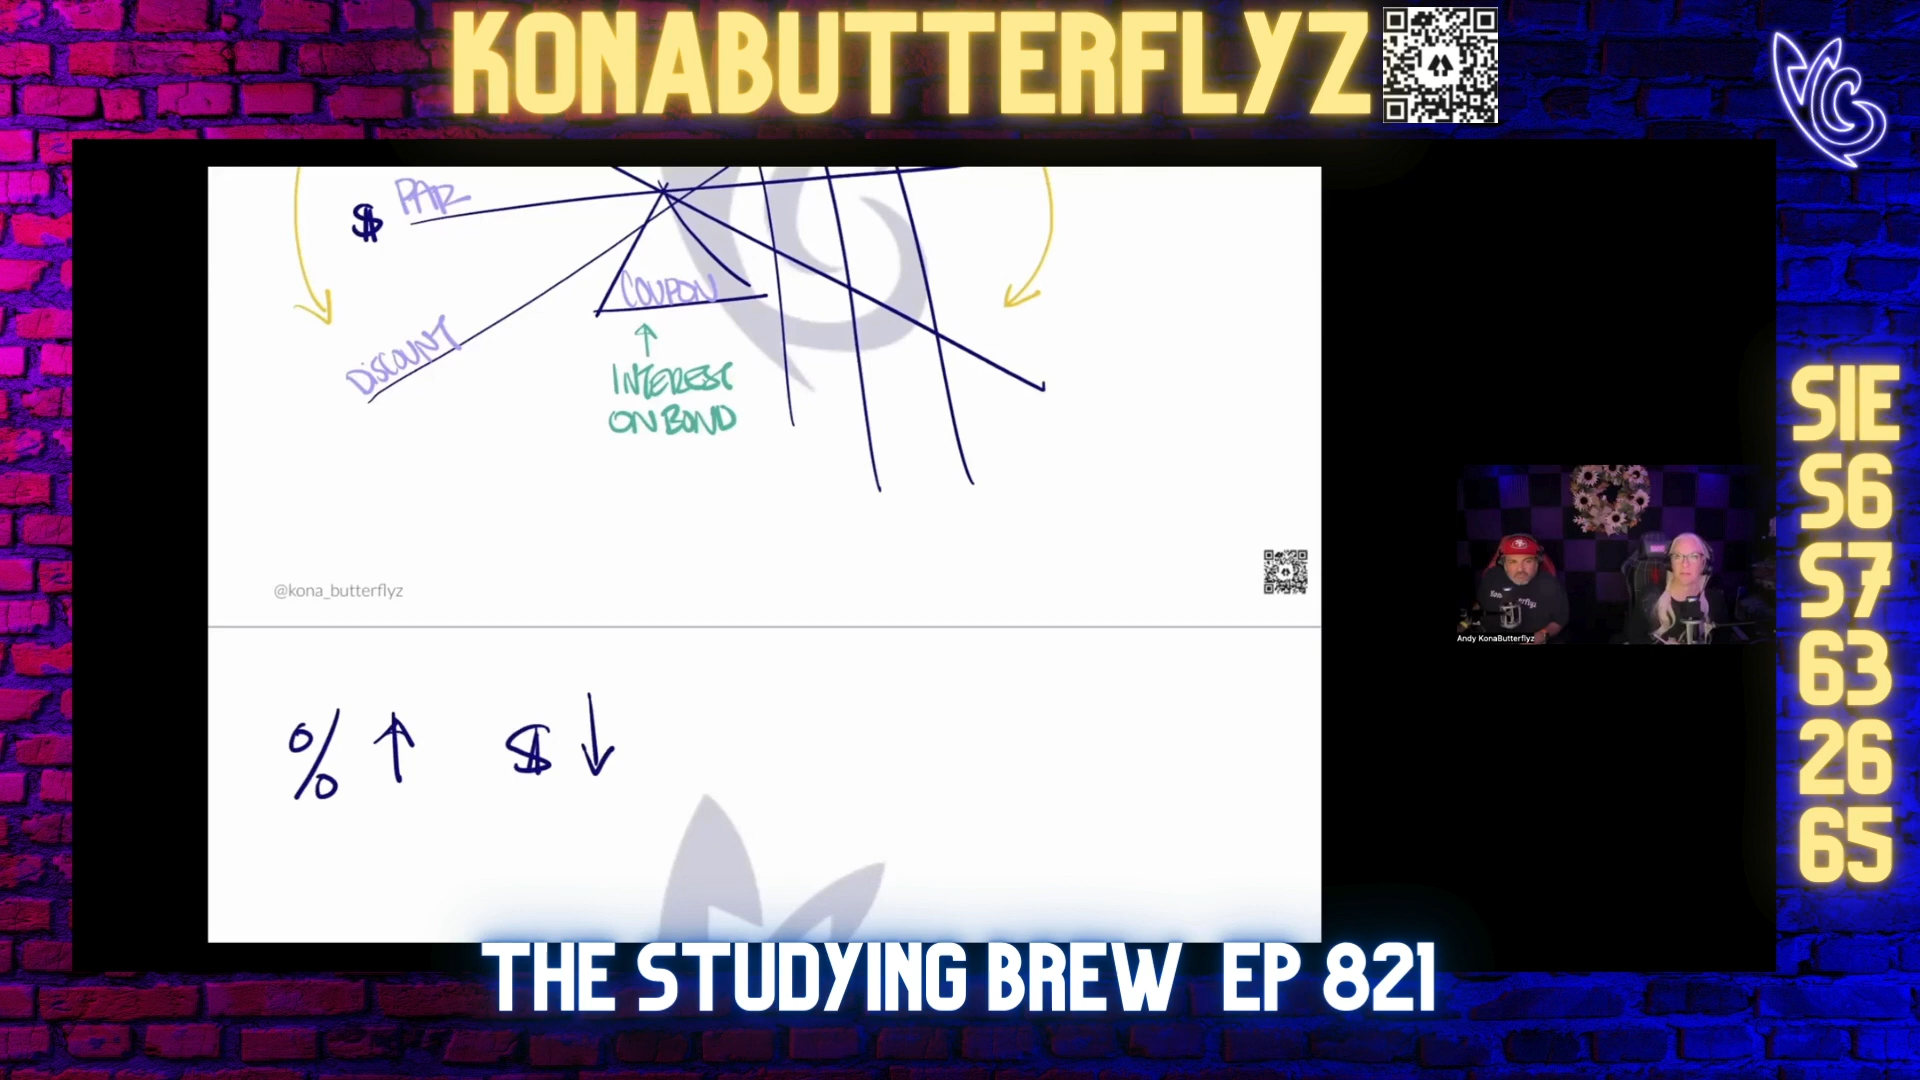 KONABUTTERFLYZ
$ PAR
COUPON
DISCOUNT
INTEREST
ON BOND
@kona_butterflyz
% ↑ $ ↓
Andy KonaButterflyz
SIE
S6
S7
63
26
65
THE STUDYING BREW EP 821